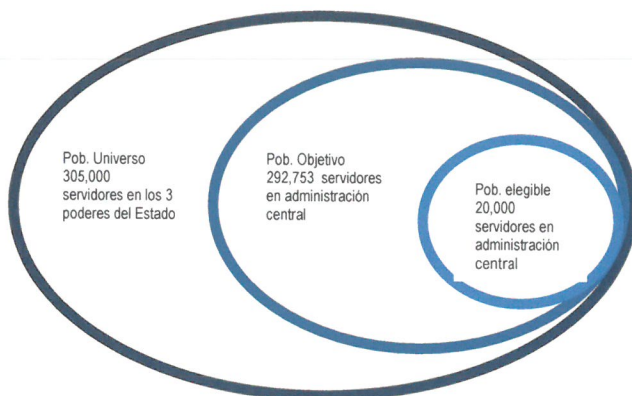 Pob. Universo
305,000
servidores en los 3
poderes del Estado
Pob. Objetivo
292,753 servidores
en administración
central
Pob. elegible
20,000
servidores en
administración
central